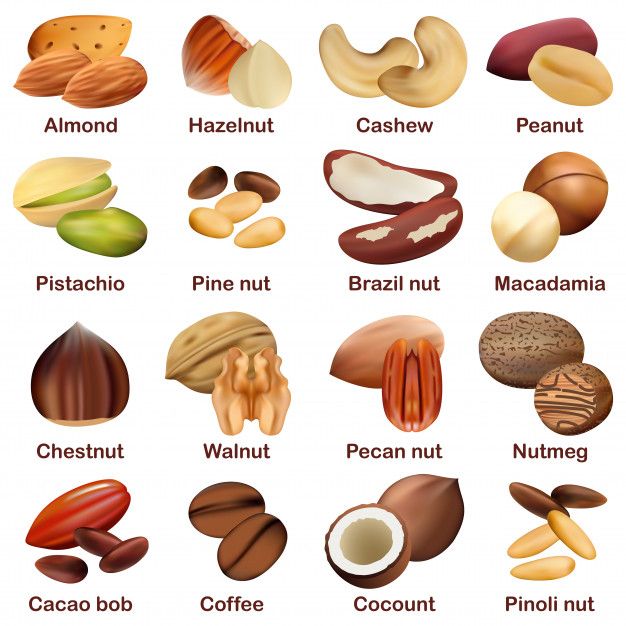 Almond
Hazelnut
Cashew
Peanut
Pistachio
Pine nut
Brazil nut
Macadamia
Chestnut
Walnut
Pecan nut
Nutmeg
Cacao bob
Coffee
Cocount
Pinoli nut